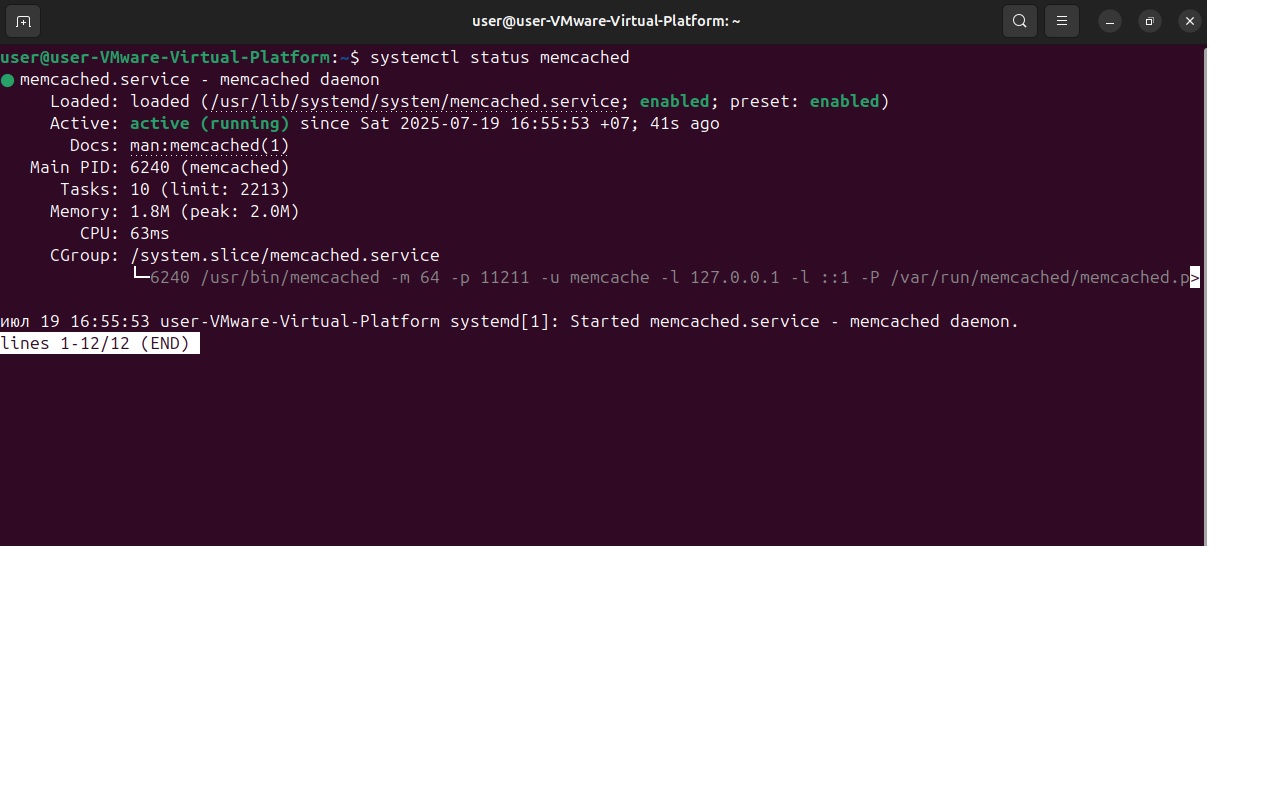 user@user-VMware-Virtual-Platform: ~
user@user-VMware-Virtual-Platform:~$ systemctl status memcached
● memcached.service - memcached daemon
     Loaded: loaded (/usr/lib/systemd/system/memcached.service; enabled; preset: enabled)
     Active: active (running) since Sat 2025-07-19 16:55:53 +07; 41s ago
       Docs: man:memcached(1)
   Main PID: 6240 (memcached)
      Tasks: 10 (limit: 2213)
     Memory: 1.8M (peak: 2.0M)
        CPU: 63ms
     CGroup: /system.slice/memcached.service
             └─6240 /usr/bin/memcached -m 64 -p 11211 -u memcache -l 127.0.0.1 -l ::1 -P /var/run/memcached/memcached.p>
июл 19 16:55:53 user-VMware-Virtual-Platform systemd[1]: Started memcached.service - memcached daemon.
lines 1-12/12 (END)